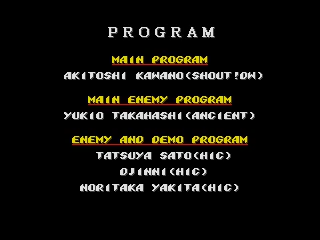 PROGRAM
MAIN PROGRAM
AKITOSHI KAWANO(SHOUT!DW)
MAIN ENEMY PROGRAM
YUKIO TAKAHASHI(ANCIENT)
ENEMY AND DEMO PROGRAM
TATSUYA SATO(HIC)
DJINNI(HIC)
NORITAKA YAKITA(HIC)